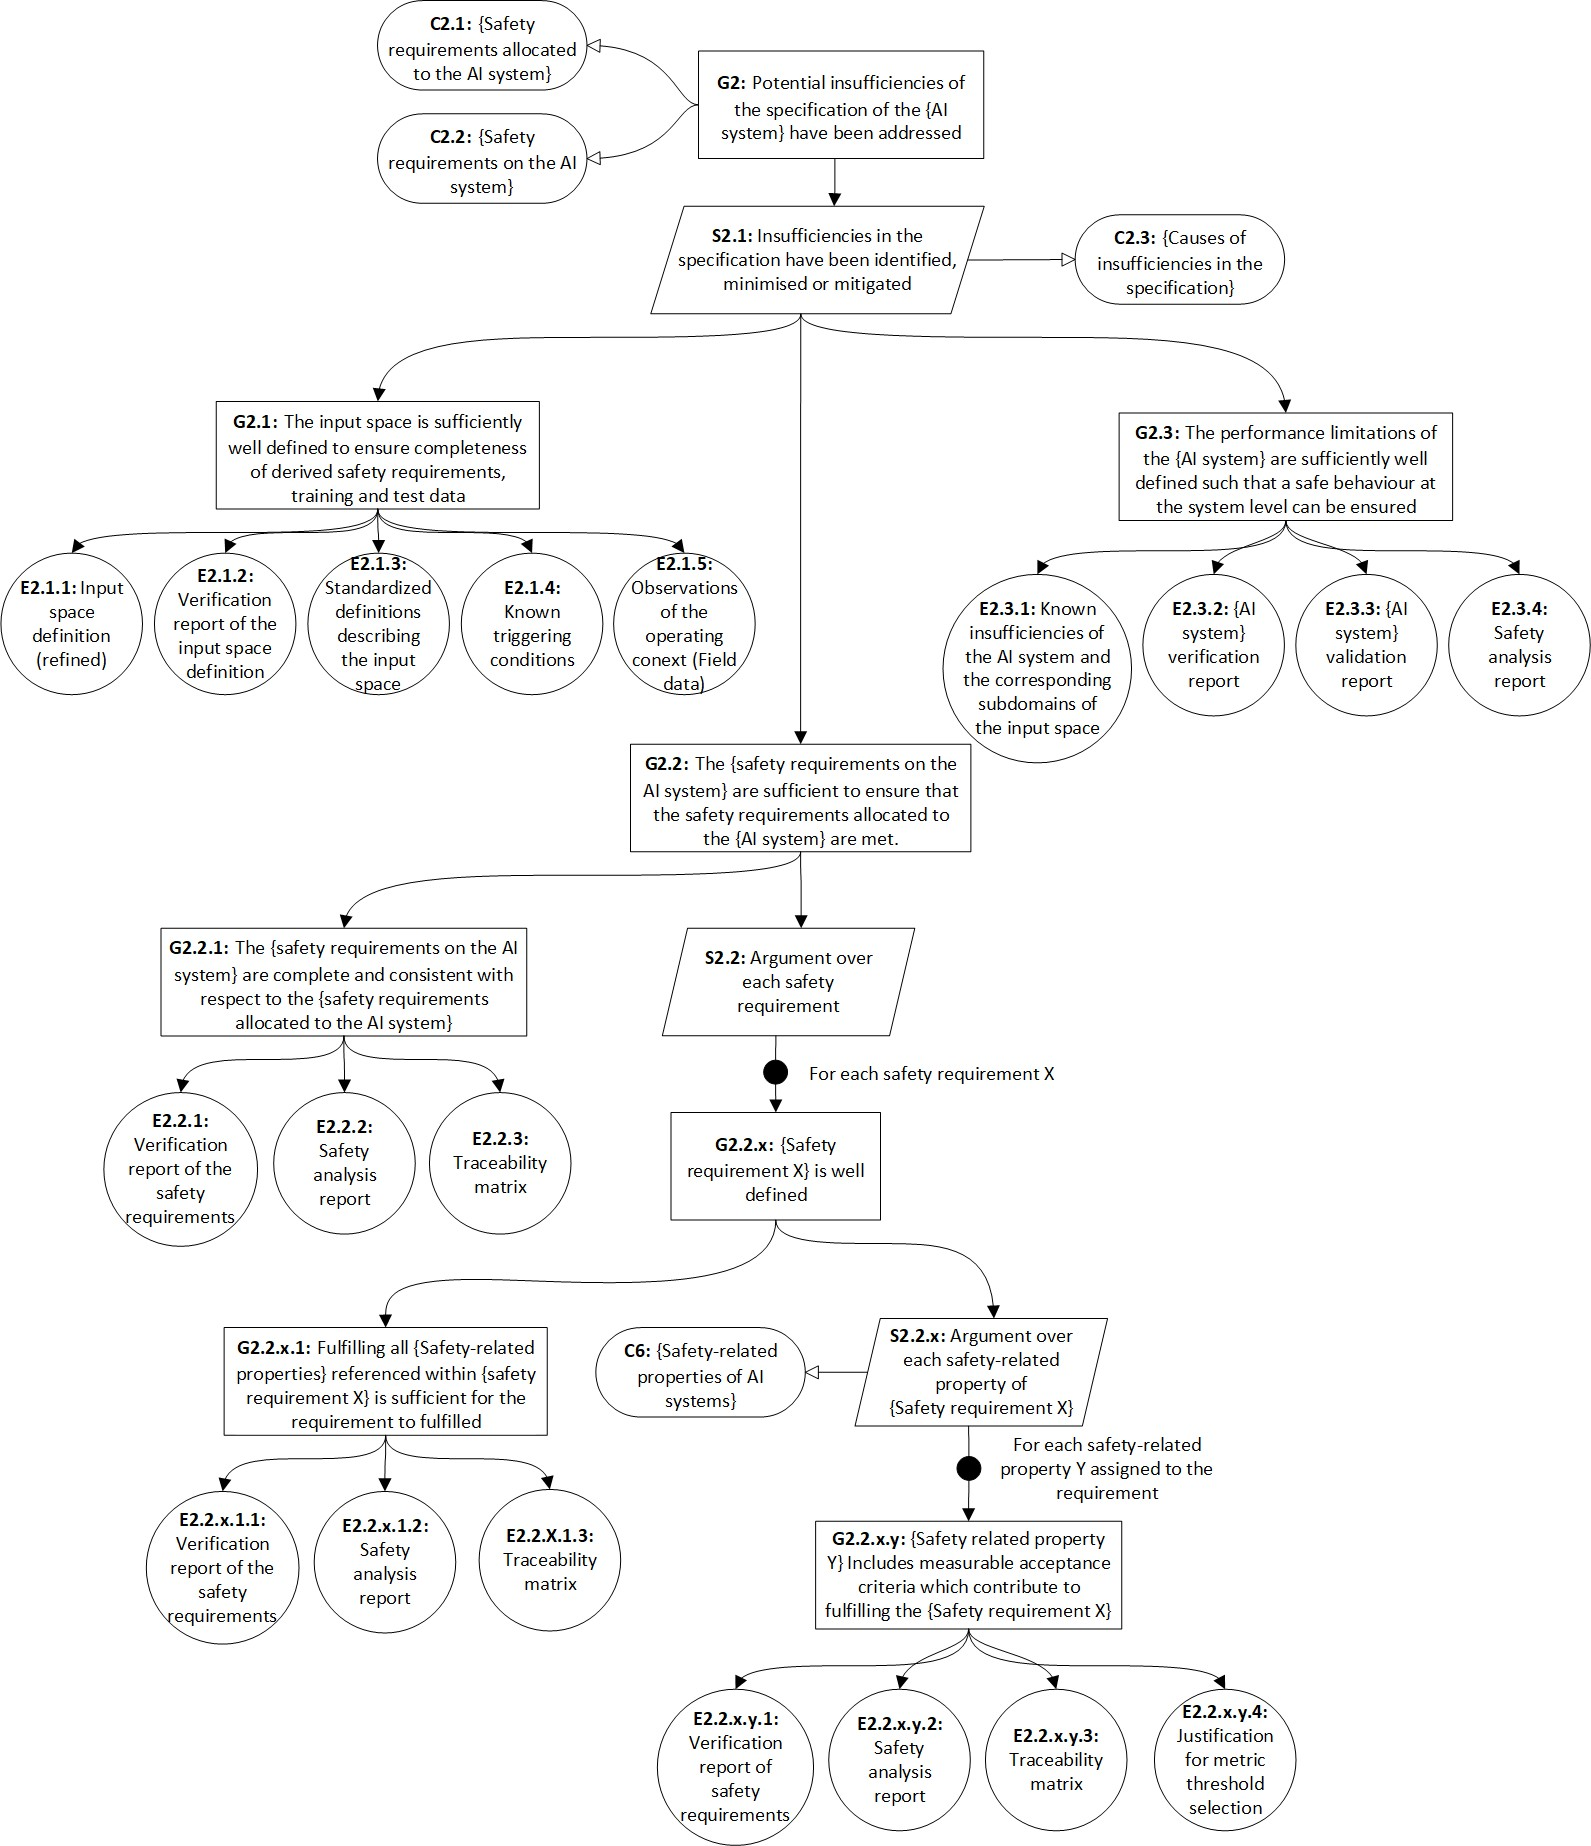 C2.1: {Safety
requirements allocated
to the AI system}
G2: Potential insufficiencies of
the specification of the {AI
system} have been addressed
C2.2: {Safety
requirements on the AI
system}
S2.1: Insufficiencies in the
specification have been identified,
minimised or mitigated
C2.3: {Causes of
insufficiencies in the
specification}
G2.1: The input space is sufficiently
well defined to ensure completeness
of derived safety requirements,
training and test data
G2.3: The performance limitations of
the {AI system} are sufficiently well
defined such that a safe behaviour at
the system level can be ensured
E2.1.1: Input
space
definition
(refined)
E2.1.2:
Verification
report of the
input space
definition
E2.1.3:
Standardized
definitions
describing
the input
space
E2.1.4:
Known
triggering
conditions
E2.1.5:
Observations
of the
operating
conext (Field
data)
E2.3.1: Known
insufficiencies of
the AI system and
the corresponding
subdomains of
the input space
E2.3.2: {AI
system}
verification
report
E2.3.3: {AI
system}
validation
report
E2.3.4:
Safety
analysis
report
G2.2: The {safety requirements on the
AI system} are sufficient to ensure that
the safety requirements allocated to
the {AI system} are met.
G2.2.1: The {safety requirements on the AI
system} are complete and consistent with
respect to the {safety requirements
allocated to the AI system}
S2.2: Argument over
each safety
requirement
For each safety requirement X
E2.2.1:
Verification
report of the
safety
requirements
E2.2.2:
Safety
analysis
report
E2.2.3:
Traceability
matrix
G2.2.x: {Safety
requirement X} is well
defined
G2.2.x.1: Fulfilling all {Safety-related
properties} referenced within {safety
requirement X} is sufficient for the
requirement to fulfilled
C6: {Safety-related
properties of AI
systems}
S2.2.x: Argument over
each safety-related
property of
{Safety requirement X}
For each safety-related
property Y assigned to the
requirement
E2.2.x.1.1:
Verification
report of the
safety
requirements
E2.2.x.1.2:
Safety
analysis
report
E2.2.X.1.3:
Traceability
matrix
G2.2.x.y: {Safety related property
Y} Includes measurable acceptance
criteria which contribute to
fulfilling the {Safety requirement X}
E2.2.x.y.1:
Verification
report of
safety
requirements
E2.2.x.y.2:
Safety
analysis
report
E2.2.x.y.3:
Traceability
matrix
E2.2.x.y.4:
Justification
for metric
threshold
selection